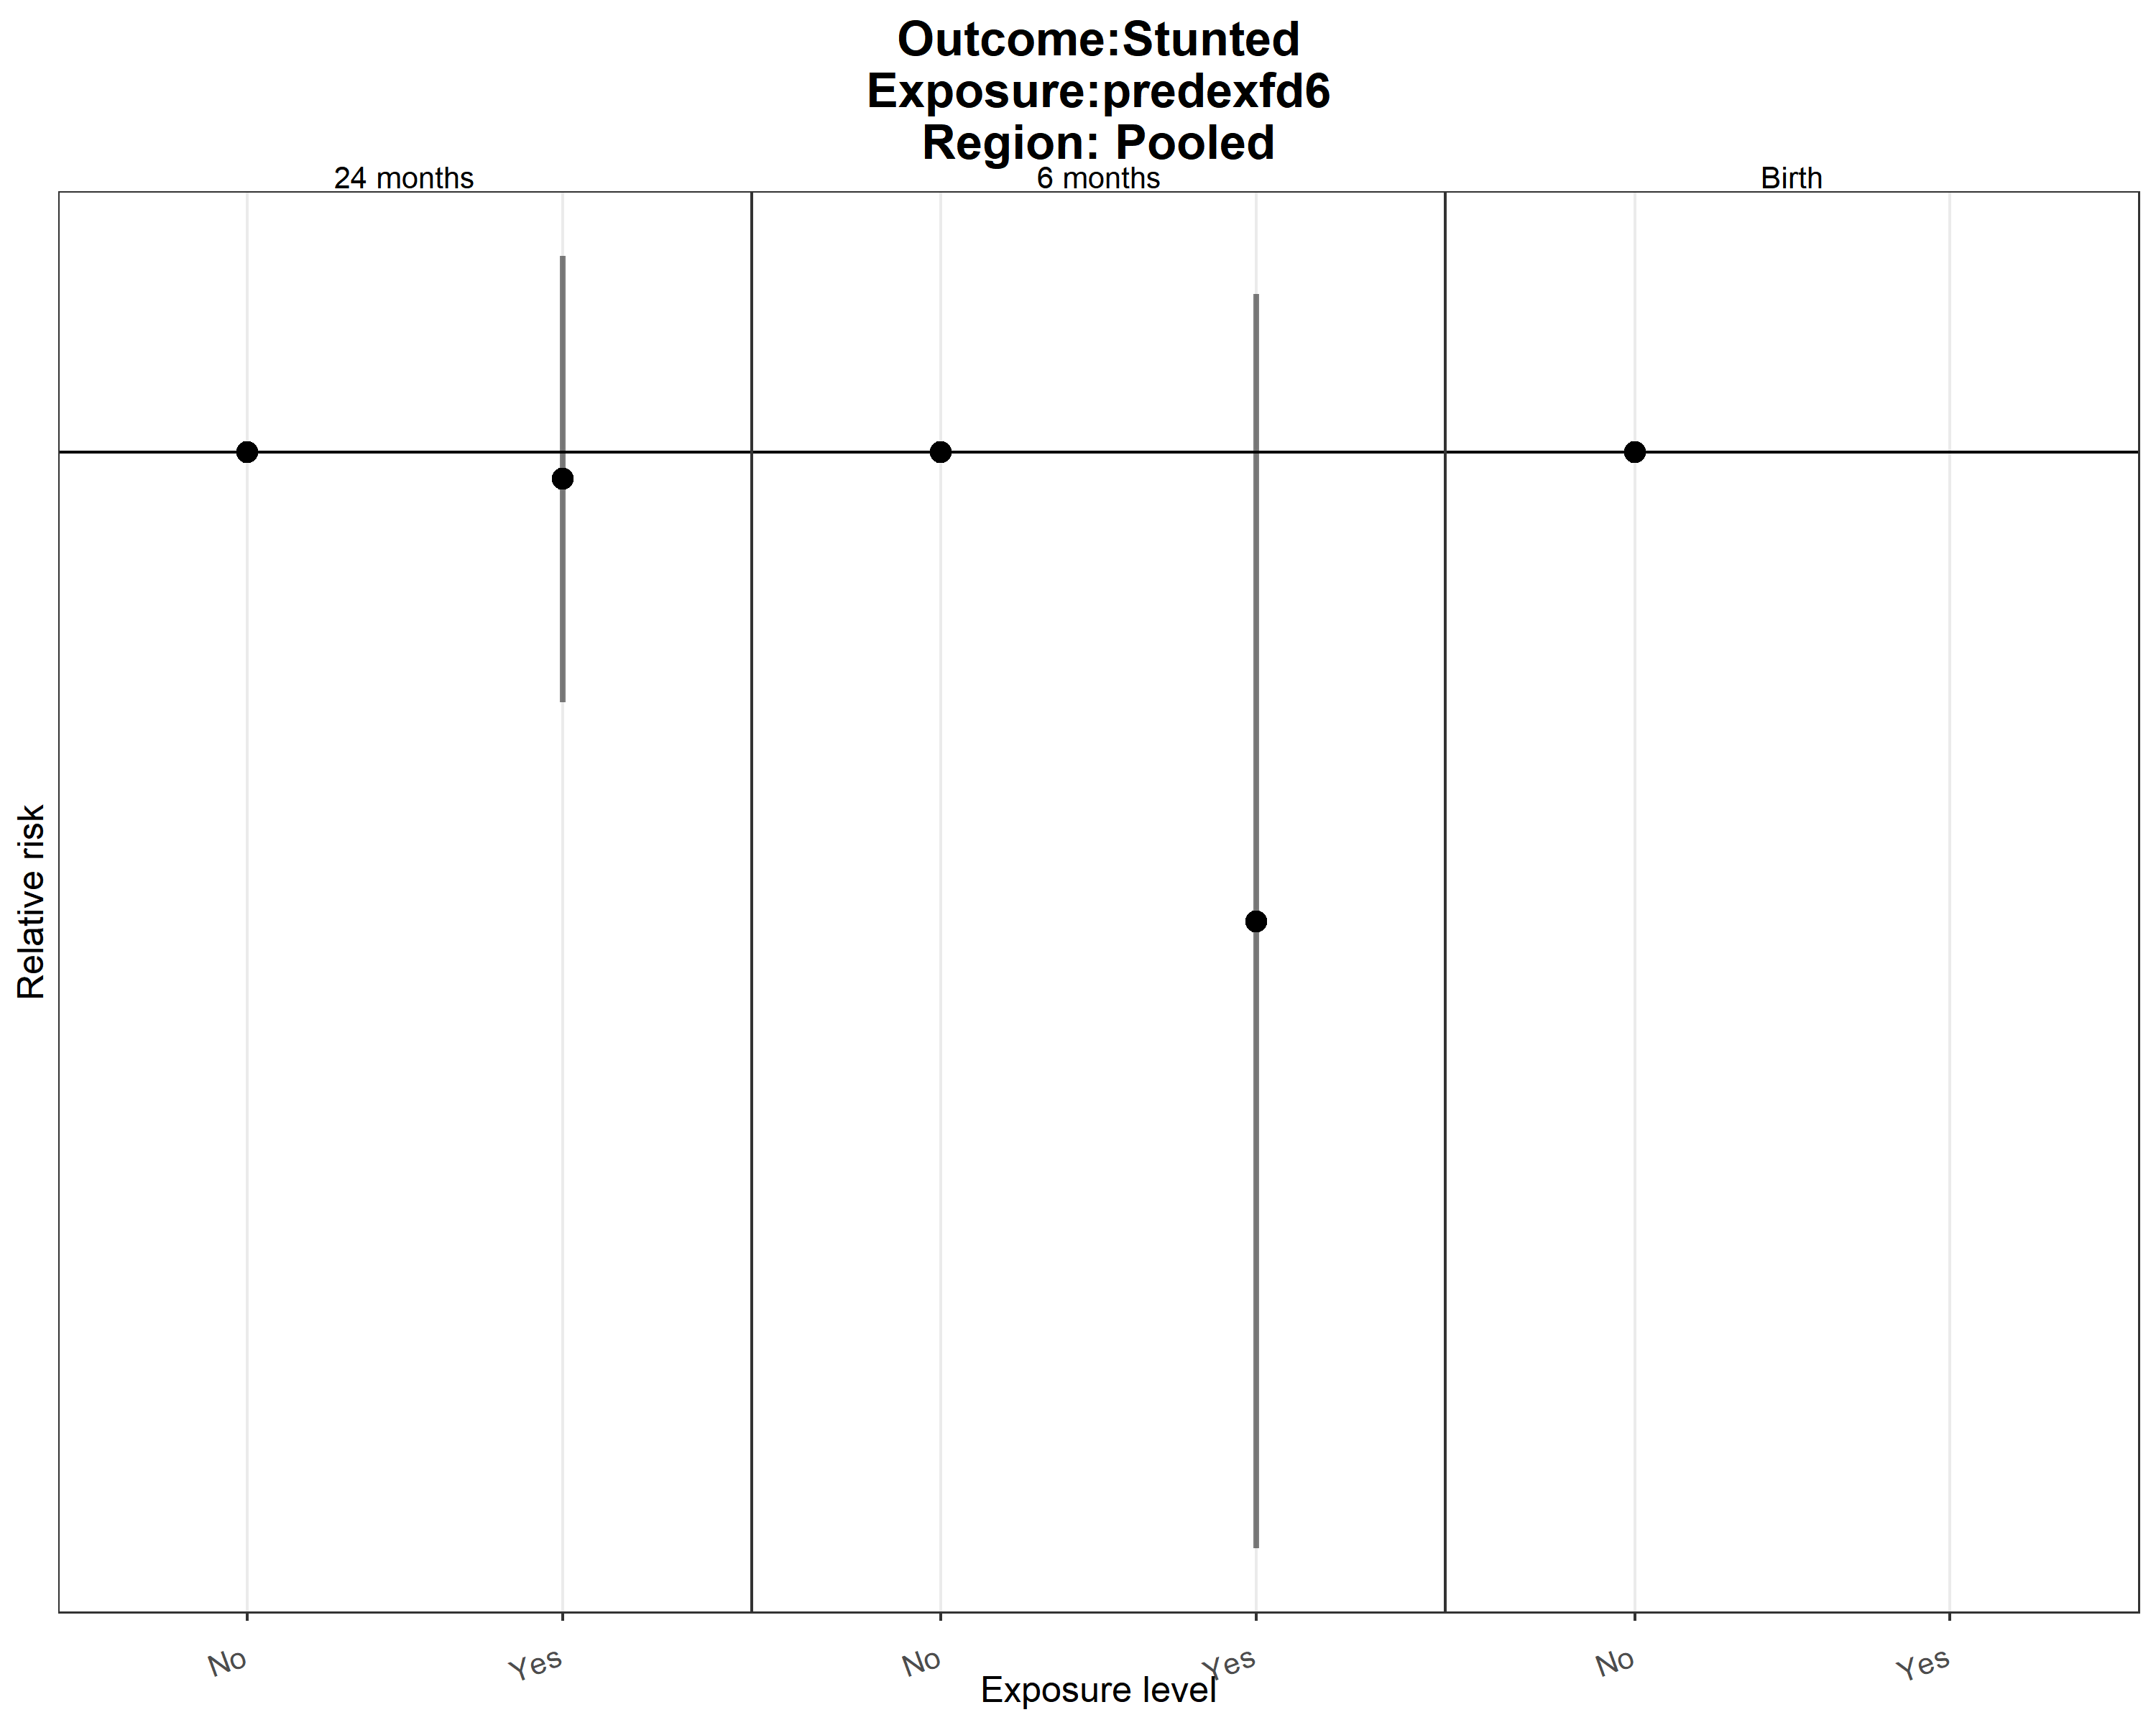 Outcome:Stunted
Exposure:predexfd6
Region: Pooled
24 months 6 months Birth
Relative risk
No Yes No Yes No Yes
Exposure level